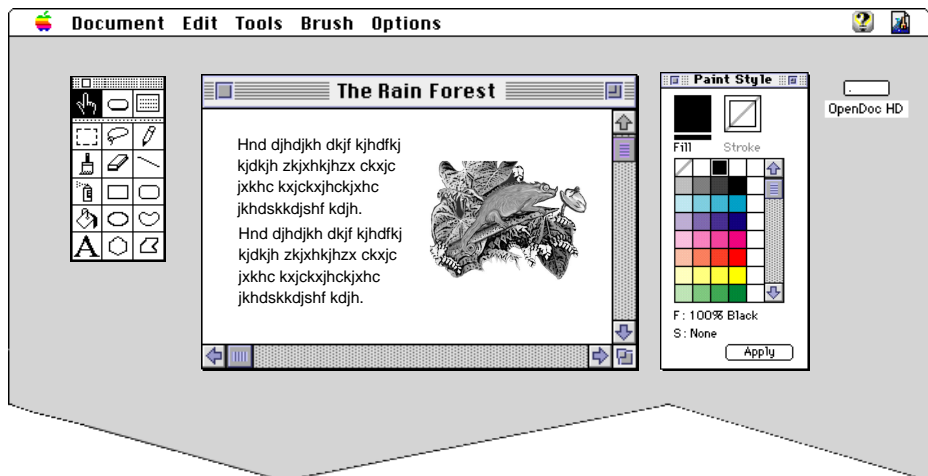 Document Edit Tools Brush Options
The Rain Forest
Hnd djhdjkh dkjf kjhdfkj
kjdkjh zkjxhkjhzx ckxjc
jxkhc kxjckxjhckjxhc
jkhdskkdjshf kdjh.
Hnd djhdjkh dkjf kjhdfkj
kjdkjh zkjxhkjhzx ckxjc
jxkhc kxjckxjhckjxhc
jkhdskkdjshf kdjh.
Paint Style
Fill Stroke
F: 100% Black
S: None
Apply
OpenDoc HD